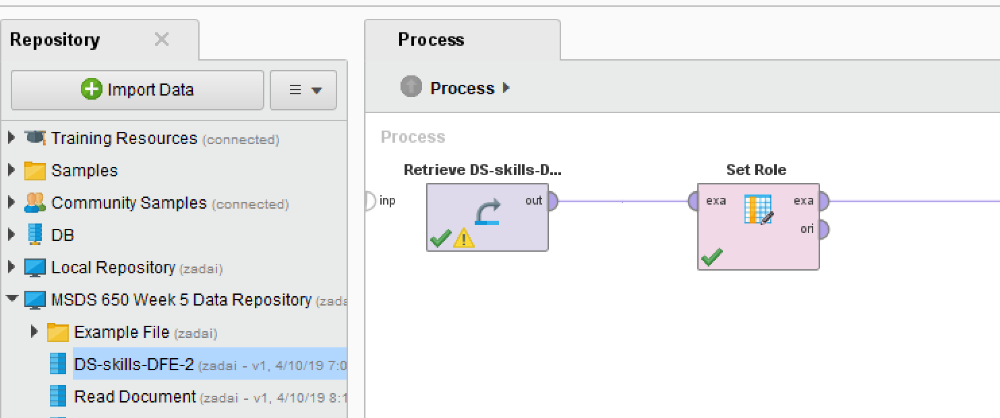 Repository
Import Data
Training Resources (connected)
Samples
Community Samples (connected)
DB
Local Repository (zadai)
MSDS 650 Week 5 Data Repository (zada
Example File (zadai)
DS-skills-DFE-2 (zadai - v1, 4/10/19 7:0
Read Document (zadai - v1, 4/10/19 8:1
Process
Process
Process
inp
Retrieve DS-skills-D...
out
Set Role
exa
exa
ori